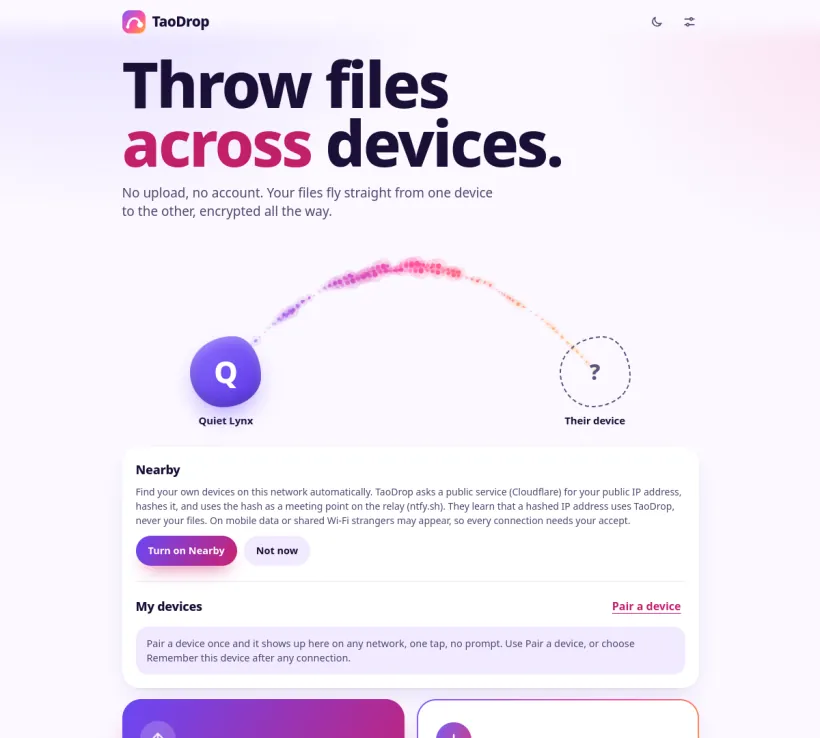 TaoDrop
Throw files
across devices.
No upload, no account. Your files fly straight from one device
to the other, encrypted all the way.
Q
?
Quiet Lynx
Their device
Nearby
Find your own devices on this network automatically. TaoDrop asks a public service (Cloudflare) for your public IP address,
hashes it, and uses the hash as a meeting point on the relay (ntfy.sh). They learn that a hashed IP address uses TaoDrop,
never your files. On mobile data or shared Wi-Fi strangers may appear, so every connection needs your accept.
Turn on Nearby
Not now
My devices
Pair a device
Pair a device once and it shows up here on any network, one tap, no prompt. Use Pair a device, or choose
Remember this device after any connection.